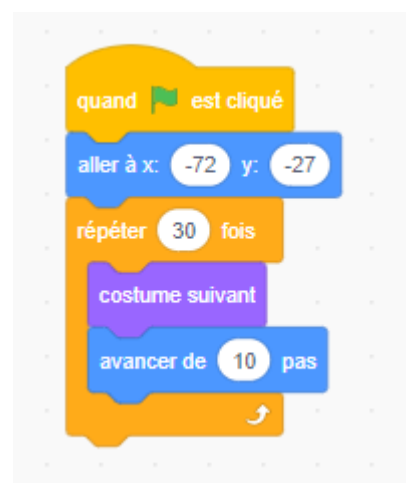 quand est cliqué
aller à x: -72 y: -27
répéter 30 fois
costume suivant
avancer de 10 pas